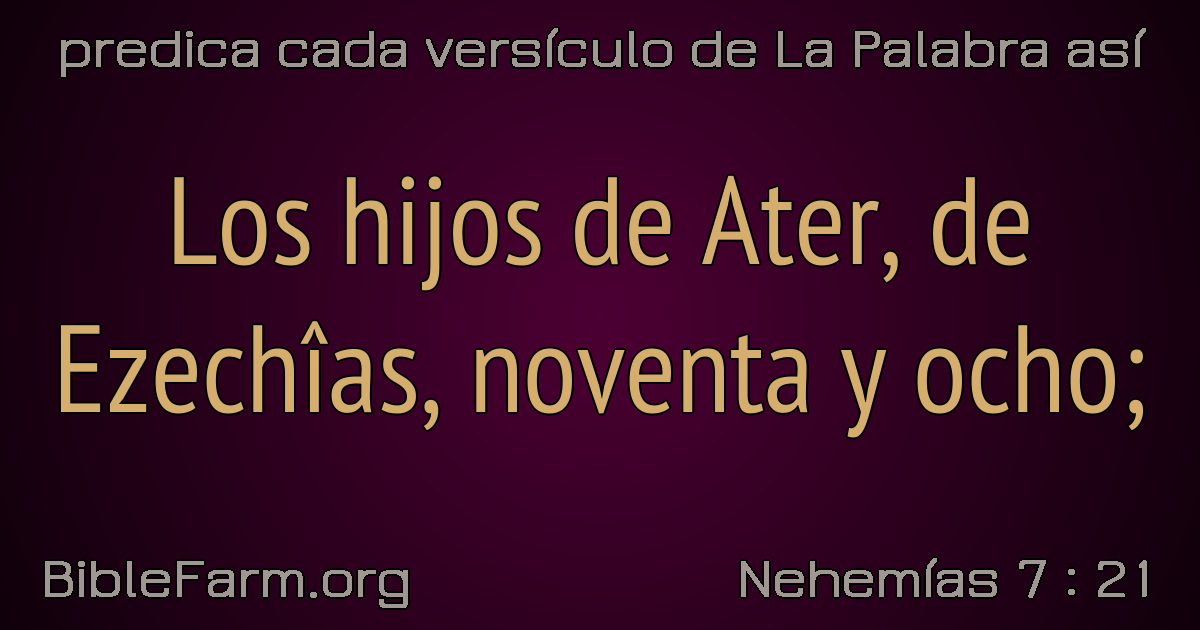 predica cada versículo de La Palabra así
Los hijos de Ater, de
Ezechîas, noventa y ocho;
BibleFarm.org
Nehemías 7 : 21